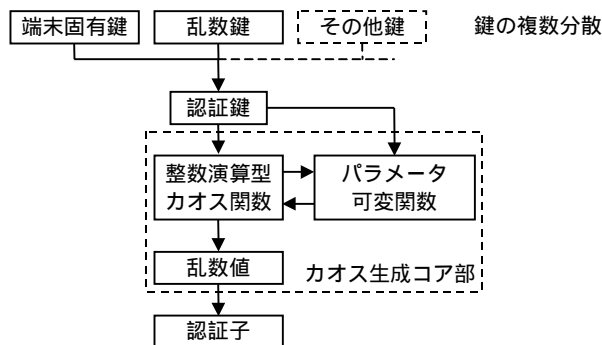 端末固有鍵
乱数鍵
その他鍵
鍵の複数分散
認証鍵
整数演算型
カオス関数
パラメータ
可変関数
乱数値
カオス生成コア部
認証子